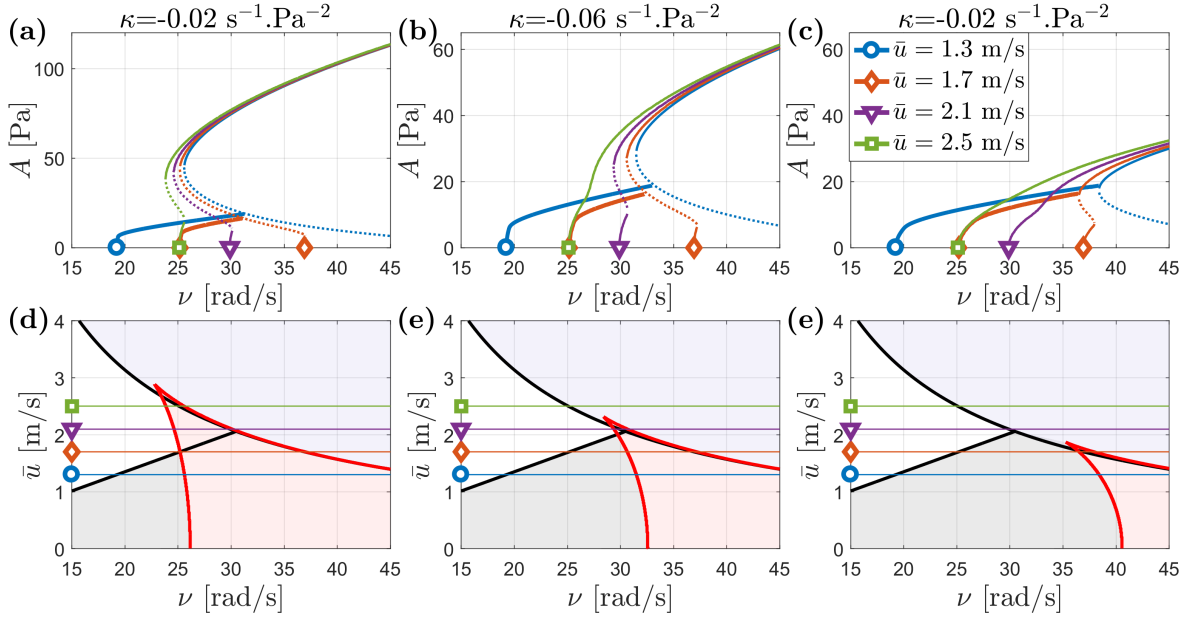 (a) κ=-0.02 s⁻¹.Pa⁻²
(b) κ=-0.06 s⁻¹.Pa⁻²
(c) κ=-0.02 s⁻¹.Pa⁻²
A [Pa]
100
50
0
15 20 25 30 35 40 45
ν [rad/s]
A [Pa]
60
40
20
0
15 20 25 30 35 40 45
ν [rad/s]
A [Pa]
60
40
20
0
15 20 25 30 35 40 45
ν [rad/s]
ū = 1.3 m/s
ū = 1.7 m/s
ū = 2.1 m/s
ū = 2.5 m/s
(d)
ū [m/s]
4
3
2
1
0
15 20 25 30 35 40 45
ν [rad/s]
(e)
ū [m/s]
4
3
2
1
0
15 20 25 30 35 40 45
ν [rad/s]
(e)
ū [m/s]
4
3
2
1
0
15 20 25 30 35 40 45
ν [rad/s]